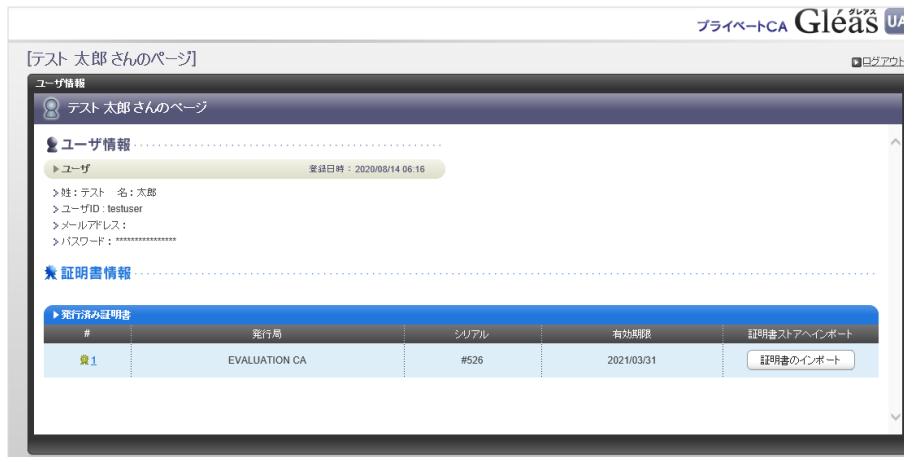 グレアス
プライベートCA Gléas UA
[テスト 太郎 さんのページ]
ログアウト
ユーザ情報
テスト 太郎 さんのページ
ユーザ情報
ユーザ 登録日時：2020/08/14 06:16
姓：テスト 名：太郎
ユーザID : testuser
メールアドレス：
パスワード：***************
証明書情報
発行済み証明書
# 発行局 シリアル 有効期限 証明書ストアへインポート
1 EVALUATION CA #526 2021/03/31 証明書のインポート